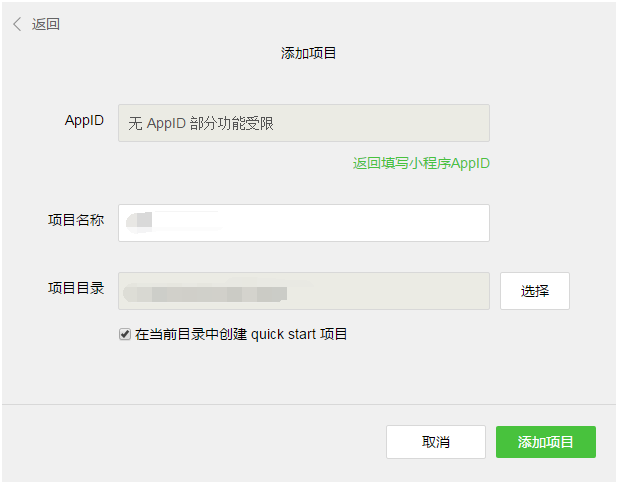 返回
添加项目
AppID
无 AppID 部分功能受限
返回填写小程序AppID
项目名称
项目目录
选择
在当前目录中创建 quick start 项目
取消
添加项目